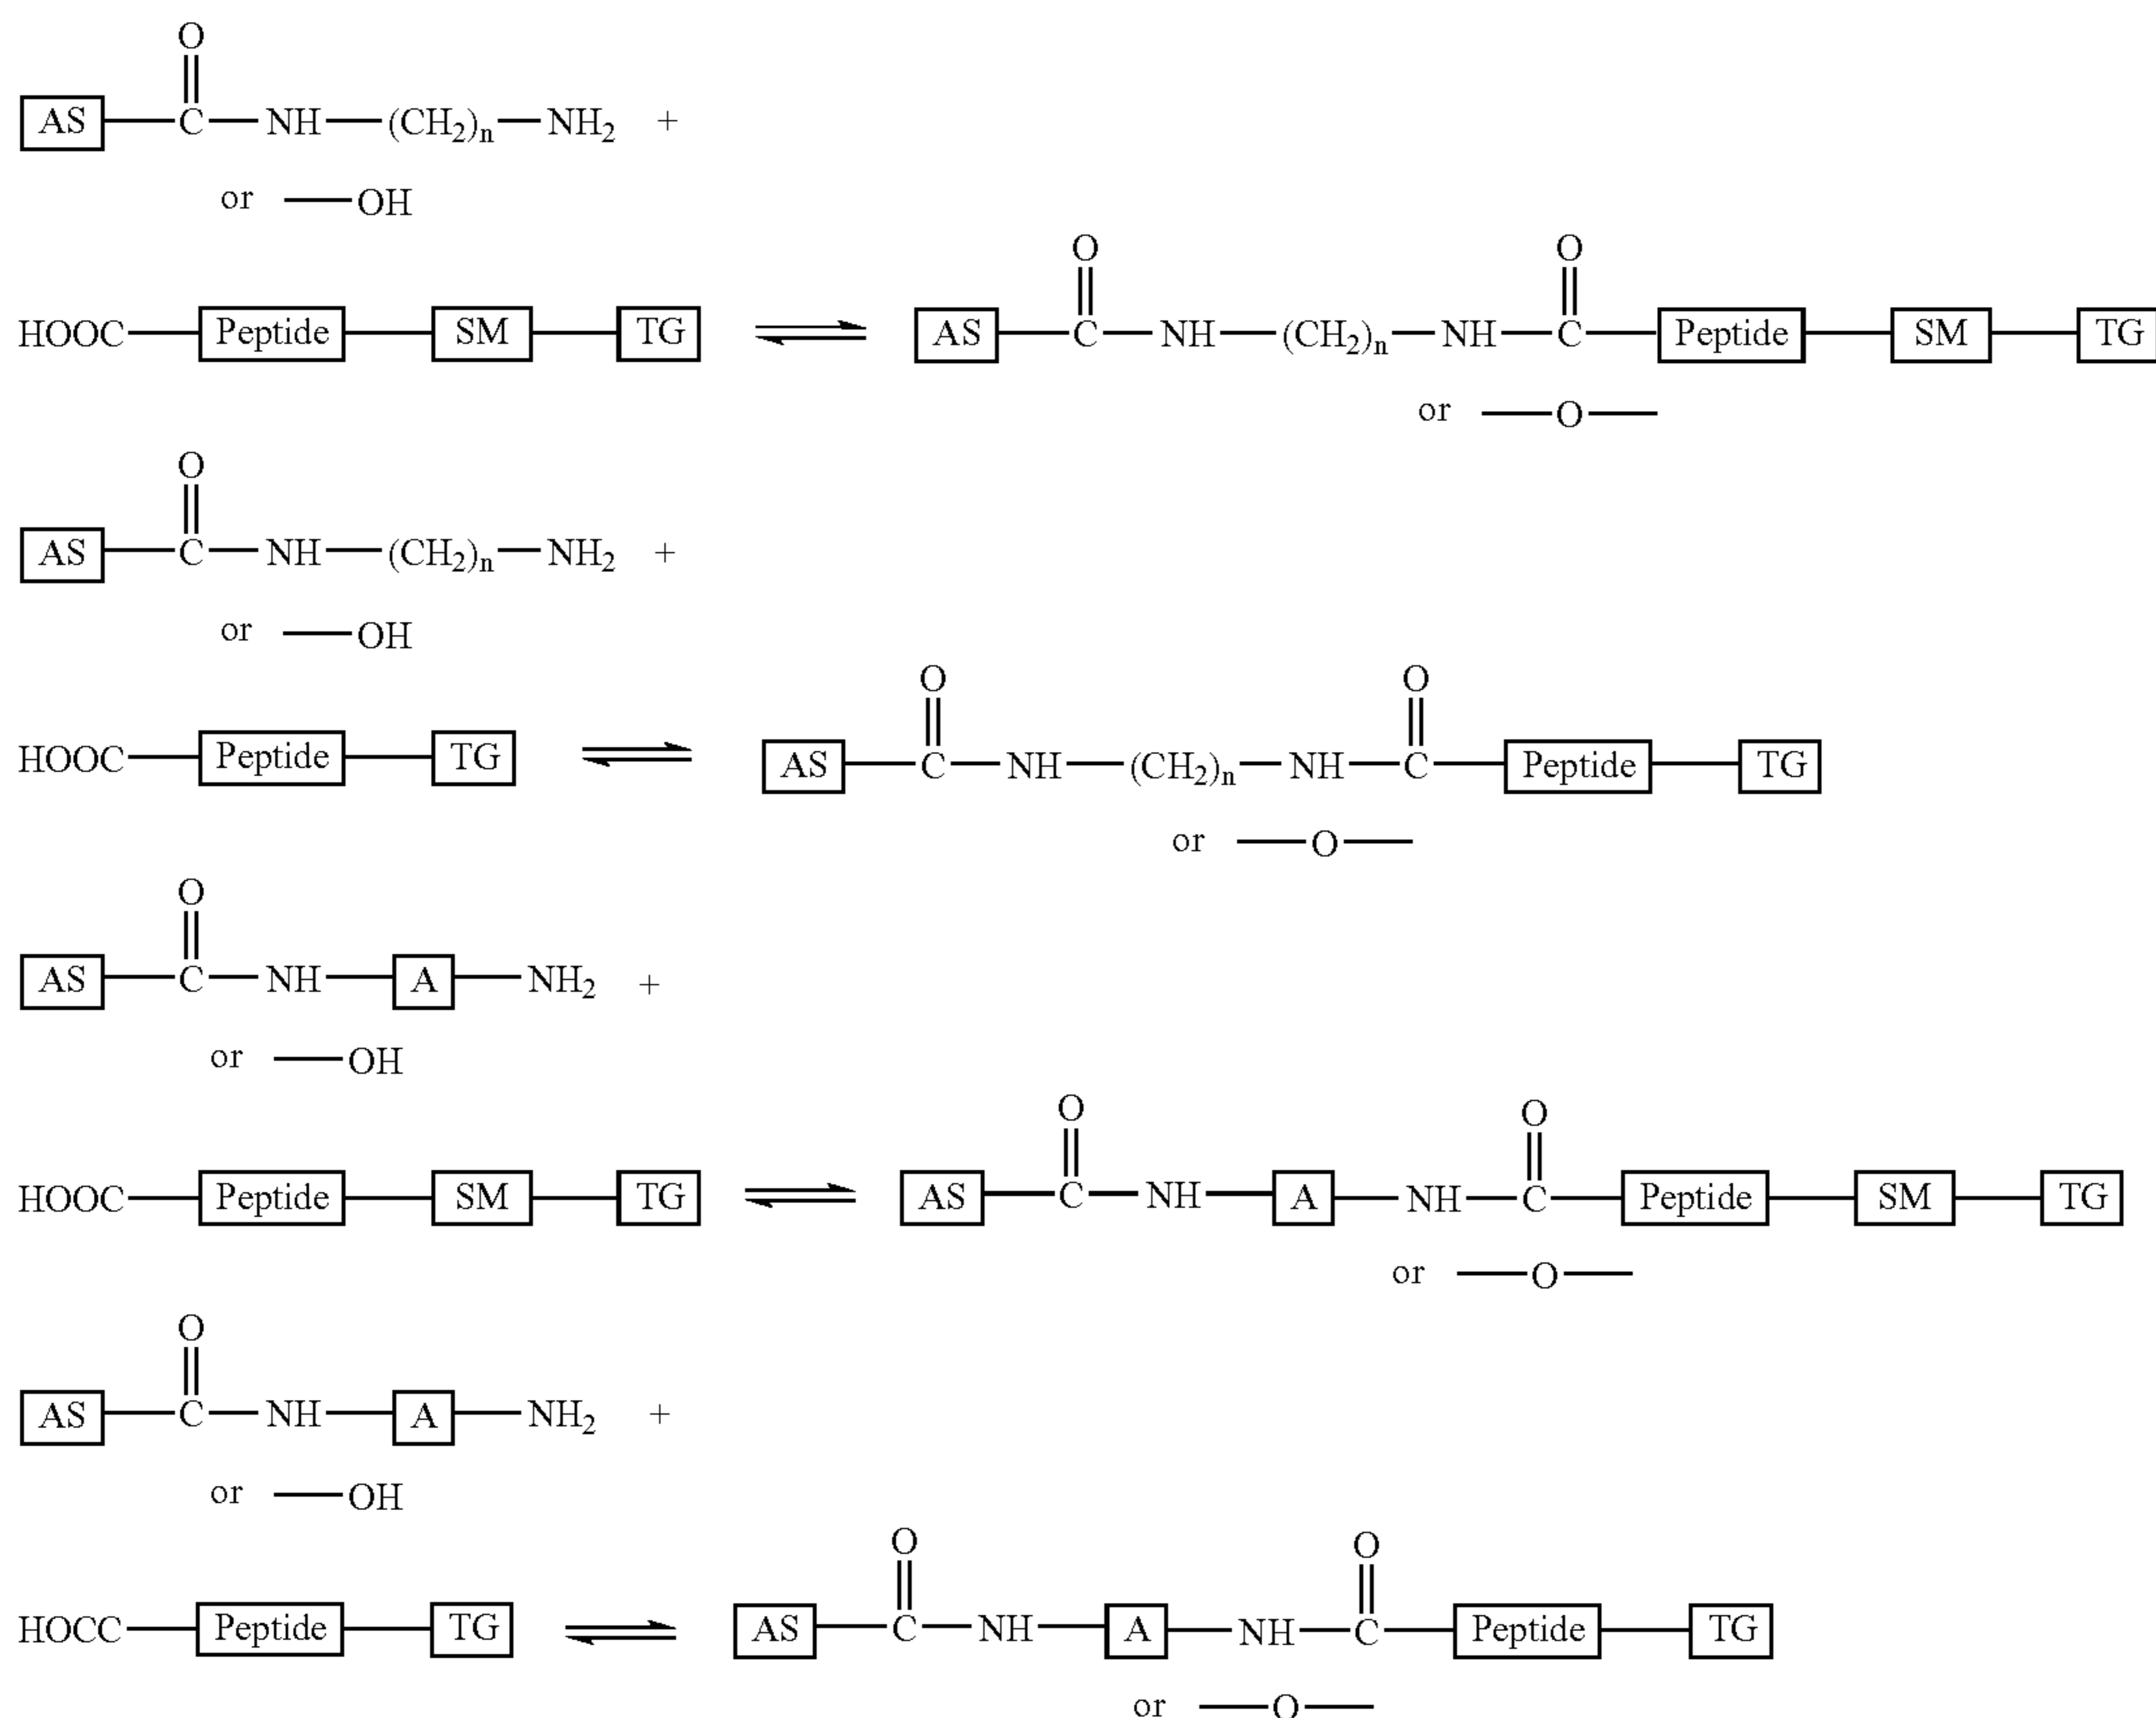 O
AS C NH (CH2)n NH2 +
or OH
O O
HOOC Peptide SM TG AS C NH (CH2)n NH C Peptide SM TG
or O
O
AS C NH (CH2)n NH2 +
or OH
O O
HOOC Peptide TG AS C NH (CH2)n NH C Peptide TG
or O
O
AS C NH A NH2 +
or OH
O O
HOOC Peptide SM TG AS C NH A NH C Peptide SM TG
or O
O
AS C NH A NH2 +
or OH
O O
HOCC Peptide TG AS C NH A NH C Peptide TG
or O